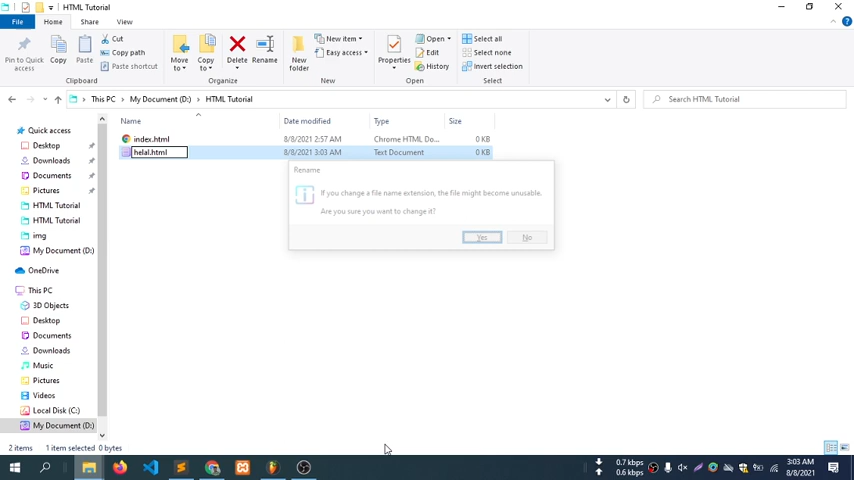 HTML Tutorial
File Home Share View
Pin to Quick access
Copy
Paste
Cut
Copy path
Paste shortcut
Clipboard
Move to
Copy to
Delete
Rename
Organize
New folder
New item
Easy access
New
Properties
Open
Edit
History
Open
Select all
Select none
Invert selection
Select
This PC My Document (D:) HTML Tutorial
Search HTML Tutorial
Name Date modified Type Size
index.html 8/8/2021 2:57 AM Chrome HTML Do... 0 KB
helal.html 8/8/2021 3:03 AM Text Document 0 KB
Rename
If you change a file name extension, the file might become unusable.
Are you sure you want to change it?
Yes No
Quick access
Desktop
Downloads
Documents
Pictures
HTML Tutorial
HTML Tutorial
img
My Document (D:)
OneDrive
This PC
3D Objects
Desktop
Documents
Downloads
Music
Pictures
Videos
Local Disk (C:)
My Document (D:)
2 items 1 item selected 0 bytes
0.7 kbps
0.6 kbps
3:03 AM
8/8/2021